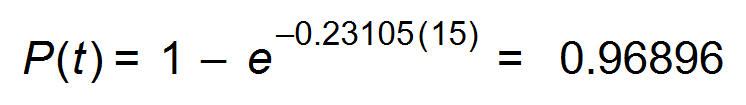 P(t) = 1 – e^–0.23105(15) = 0.96896